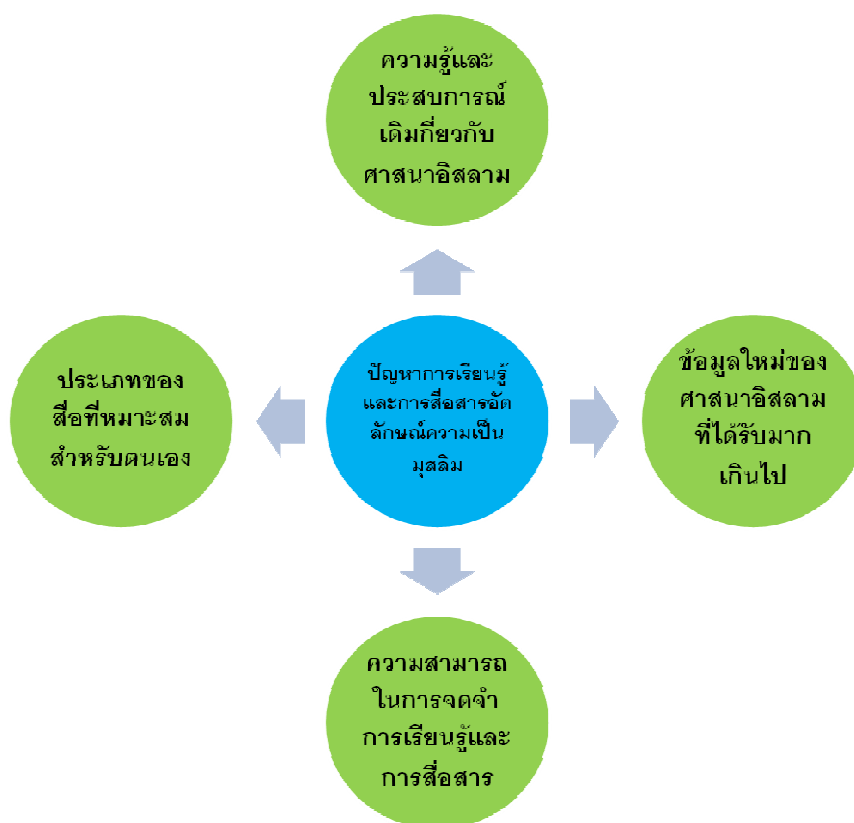 ความรู้และ
ประสบการณ์
เดิมกี่ยวกับ
ศาสนาอิสลาม
ประเภทของ
สื่อที่หมาะสม
สำหรับตนเอง
ปัญหาการเรียนรู้
และการสื่อสารอัต
ลักษณ์ความเป็น
มุสลิม
ข้อมูลใหม่ของ
ศาสนาอิสลาม
ที่ได้รับมาก
เกินไป
ความสามารถ
ในการจดจำ
การเรียนรู้และ
การสื่อสาร